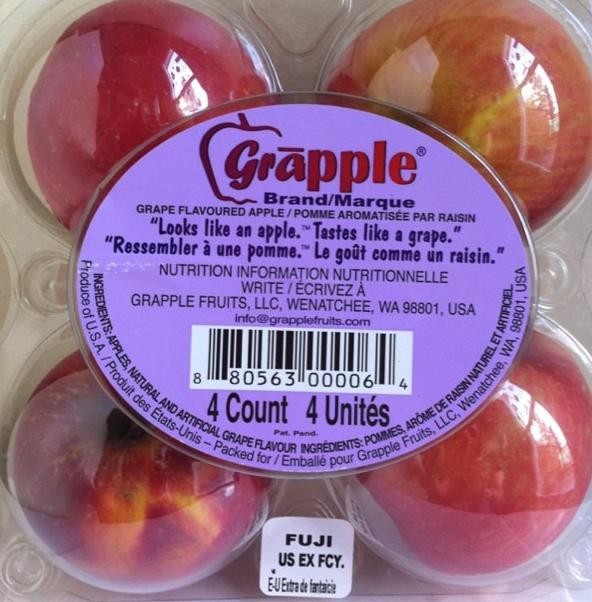 Grāpple®
Brand/Marque
GRAPE FLAVOURED APPLE / POMME AROMATISÉE PAR RAISIN
"Looks like an apple.™ Tastes like a grape."
"Ressembler à une pomme.™ Le goût comme un raisin."
NUTRITION INFORMATION NUTRITIONNELLE
WRITE / ÉCRIVEZ À
GRAPPLE FRUITS, LLC, WENATCHEE, WA 98801, USA
info@grapplefruits.com
8 80563 00006 4
4 Count 4 Unités
Pat. Pend.
INGREDIENTS: APPLES, NATURAL AND ARTIFICIAL GRAPE FLAVOUR INGRÉDIENTS: POMMES, ARÔME DE RAISIN NATUREL ET ARTIFICIEL.
Produce of U.S.A. / Produit des États-Unis – Packed for / Emballé pour Grapple Fruits, LLC, Wenatchee, WA, 98801, USA
FUJI
US EX FCY.
E-U Extra de fantaicie